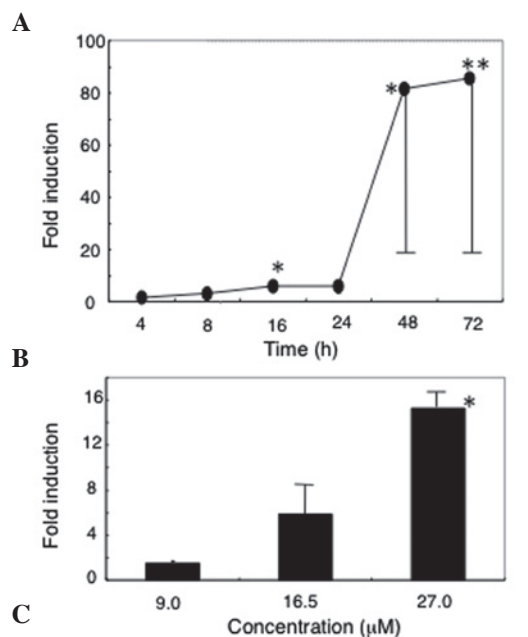 A
100
80
60
40
20
0
Fold induction
*
*
**
4 8 16 24 48 72
Time (h)
B
16
12
8
4
0
Fold induction
*
9.0 16.5 27.0
Concentration (μM)
C